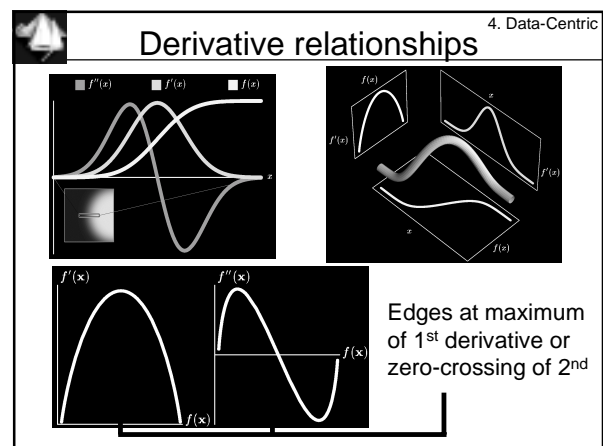 4. Data-Centric
Derivative relationships
f''(x) f'(x) f(x)
x
f(x)
f'(x)
x
f'(x)
x
f(x)
f'(x)
f(x)
f''(x)
f(x)
Edges at maximum
of 1st derivative or
zero-crossing of 2nd